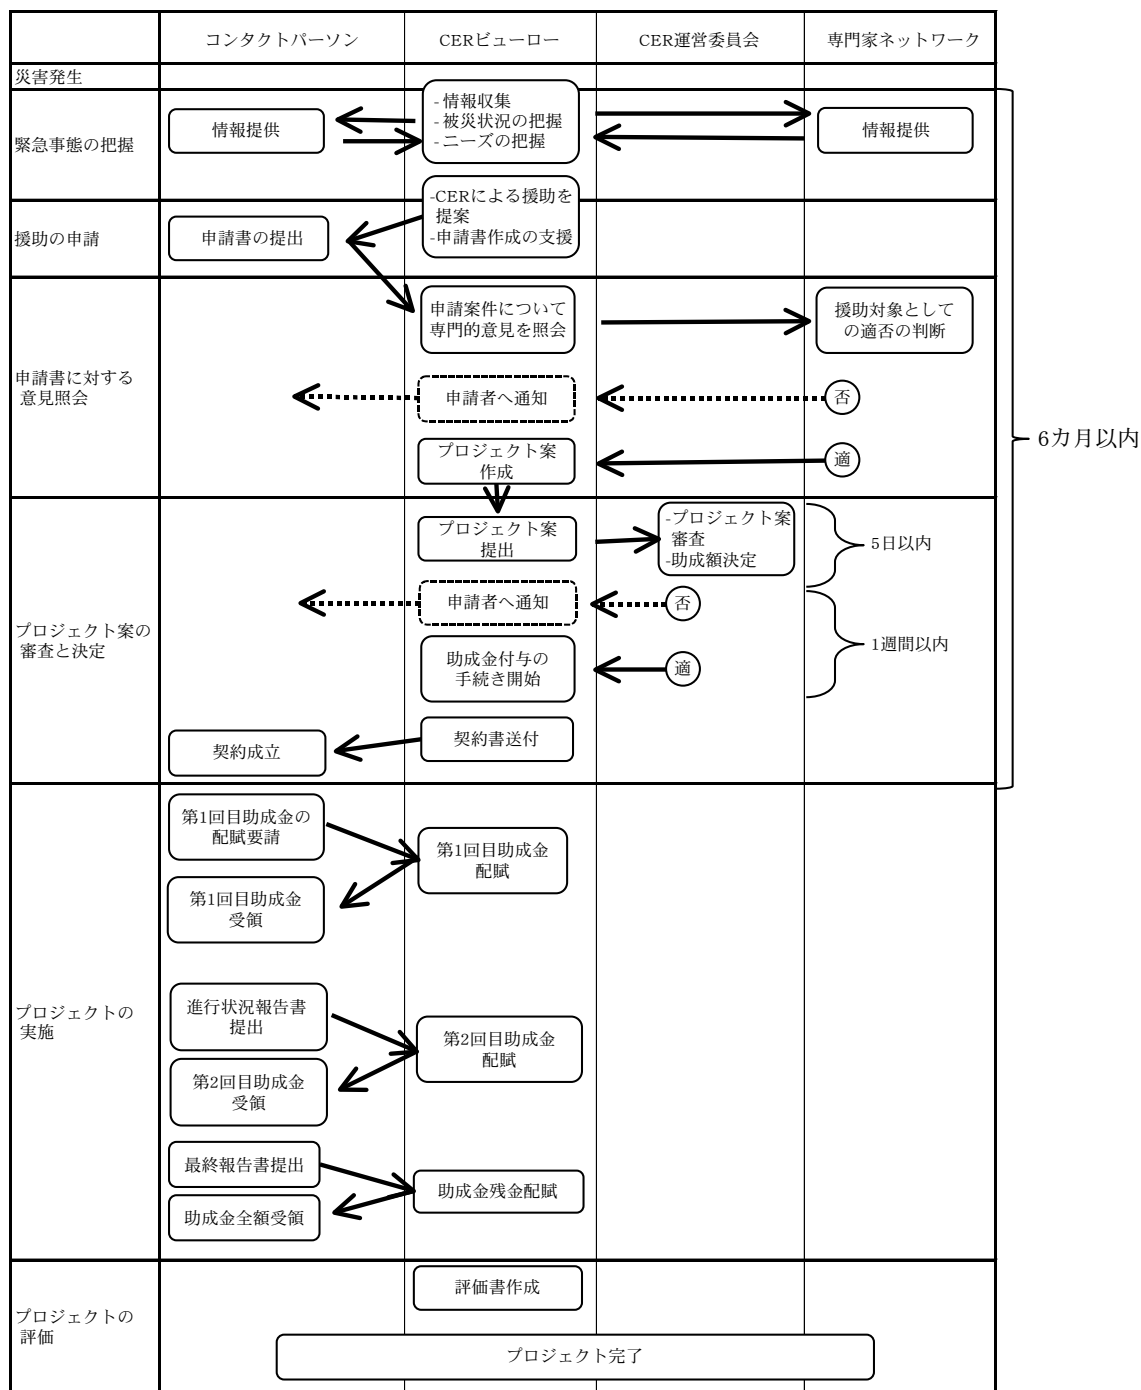 コンタクトパーソン
CERビューロー
CER運営委員会
専門家ネットワーク
災害発生
緊急事態の把握
情報提供
- 情報収集
- 被災状況の把握
- ニーズの把握
情報提供
援助の申請
申請書の提出
-CERによる援助を
提案
-申請書作成の支援
申請書に対する
意見照会
申請案件について
専門的意見を照会
援助対象として
の適否の判断
申請者へ通知
否
プロジェクト案
作成
適
6カ月以内
プロジェクト案の
審査と決定
プロジェクト案
提出
-プロジェクト案
審査
-助成額決定
5日以内
申請者へ通知
否
助成金付与の
手続き開始
適
1週間以内
契約書送付
契約成立
プロジェクトの
実施
第1回目助成金の
配賦要請
第1回目助成金
配賦
第1回目助成金
受領
進行状況報告書
提出
第2回目助成金
配賦
第2回目助成金
受領
最終報告書提出
助成金残金配賦
助成金全額受領
プロジェクトの
評価
評価書作成
プロジェクト完了